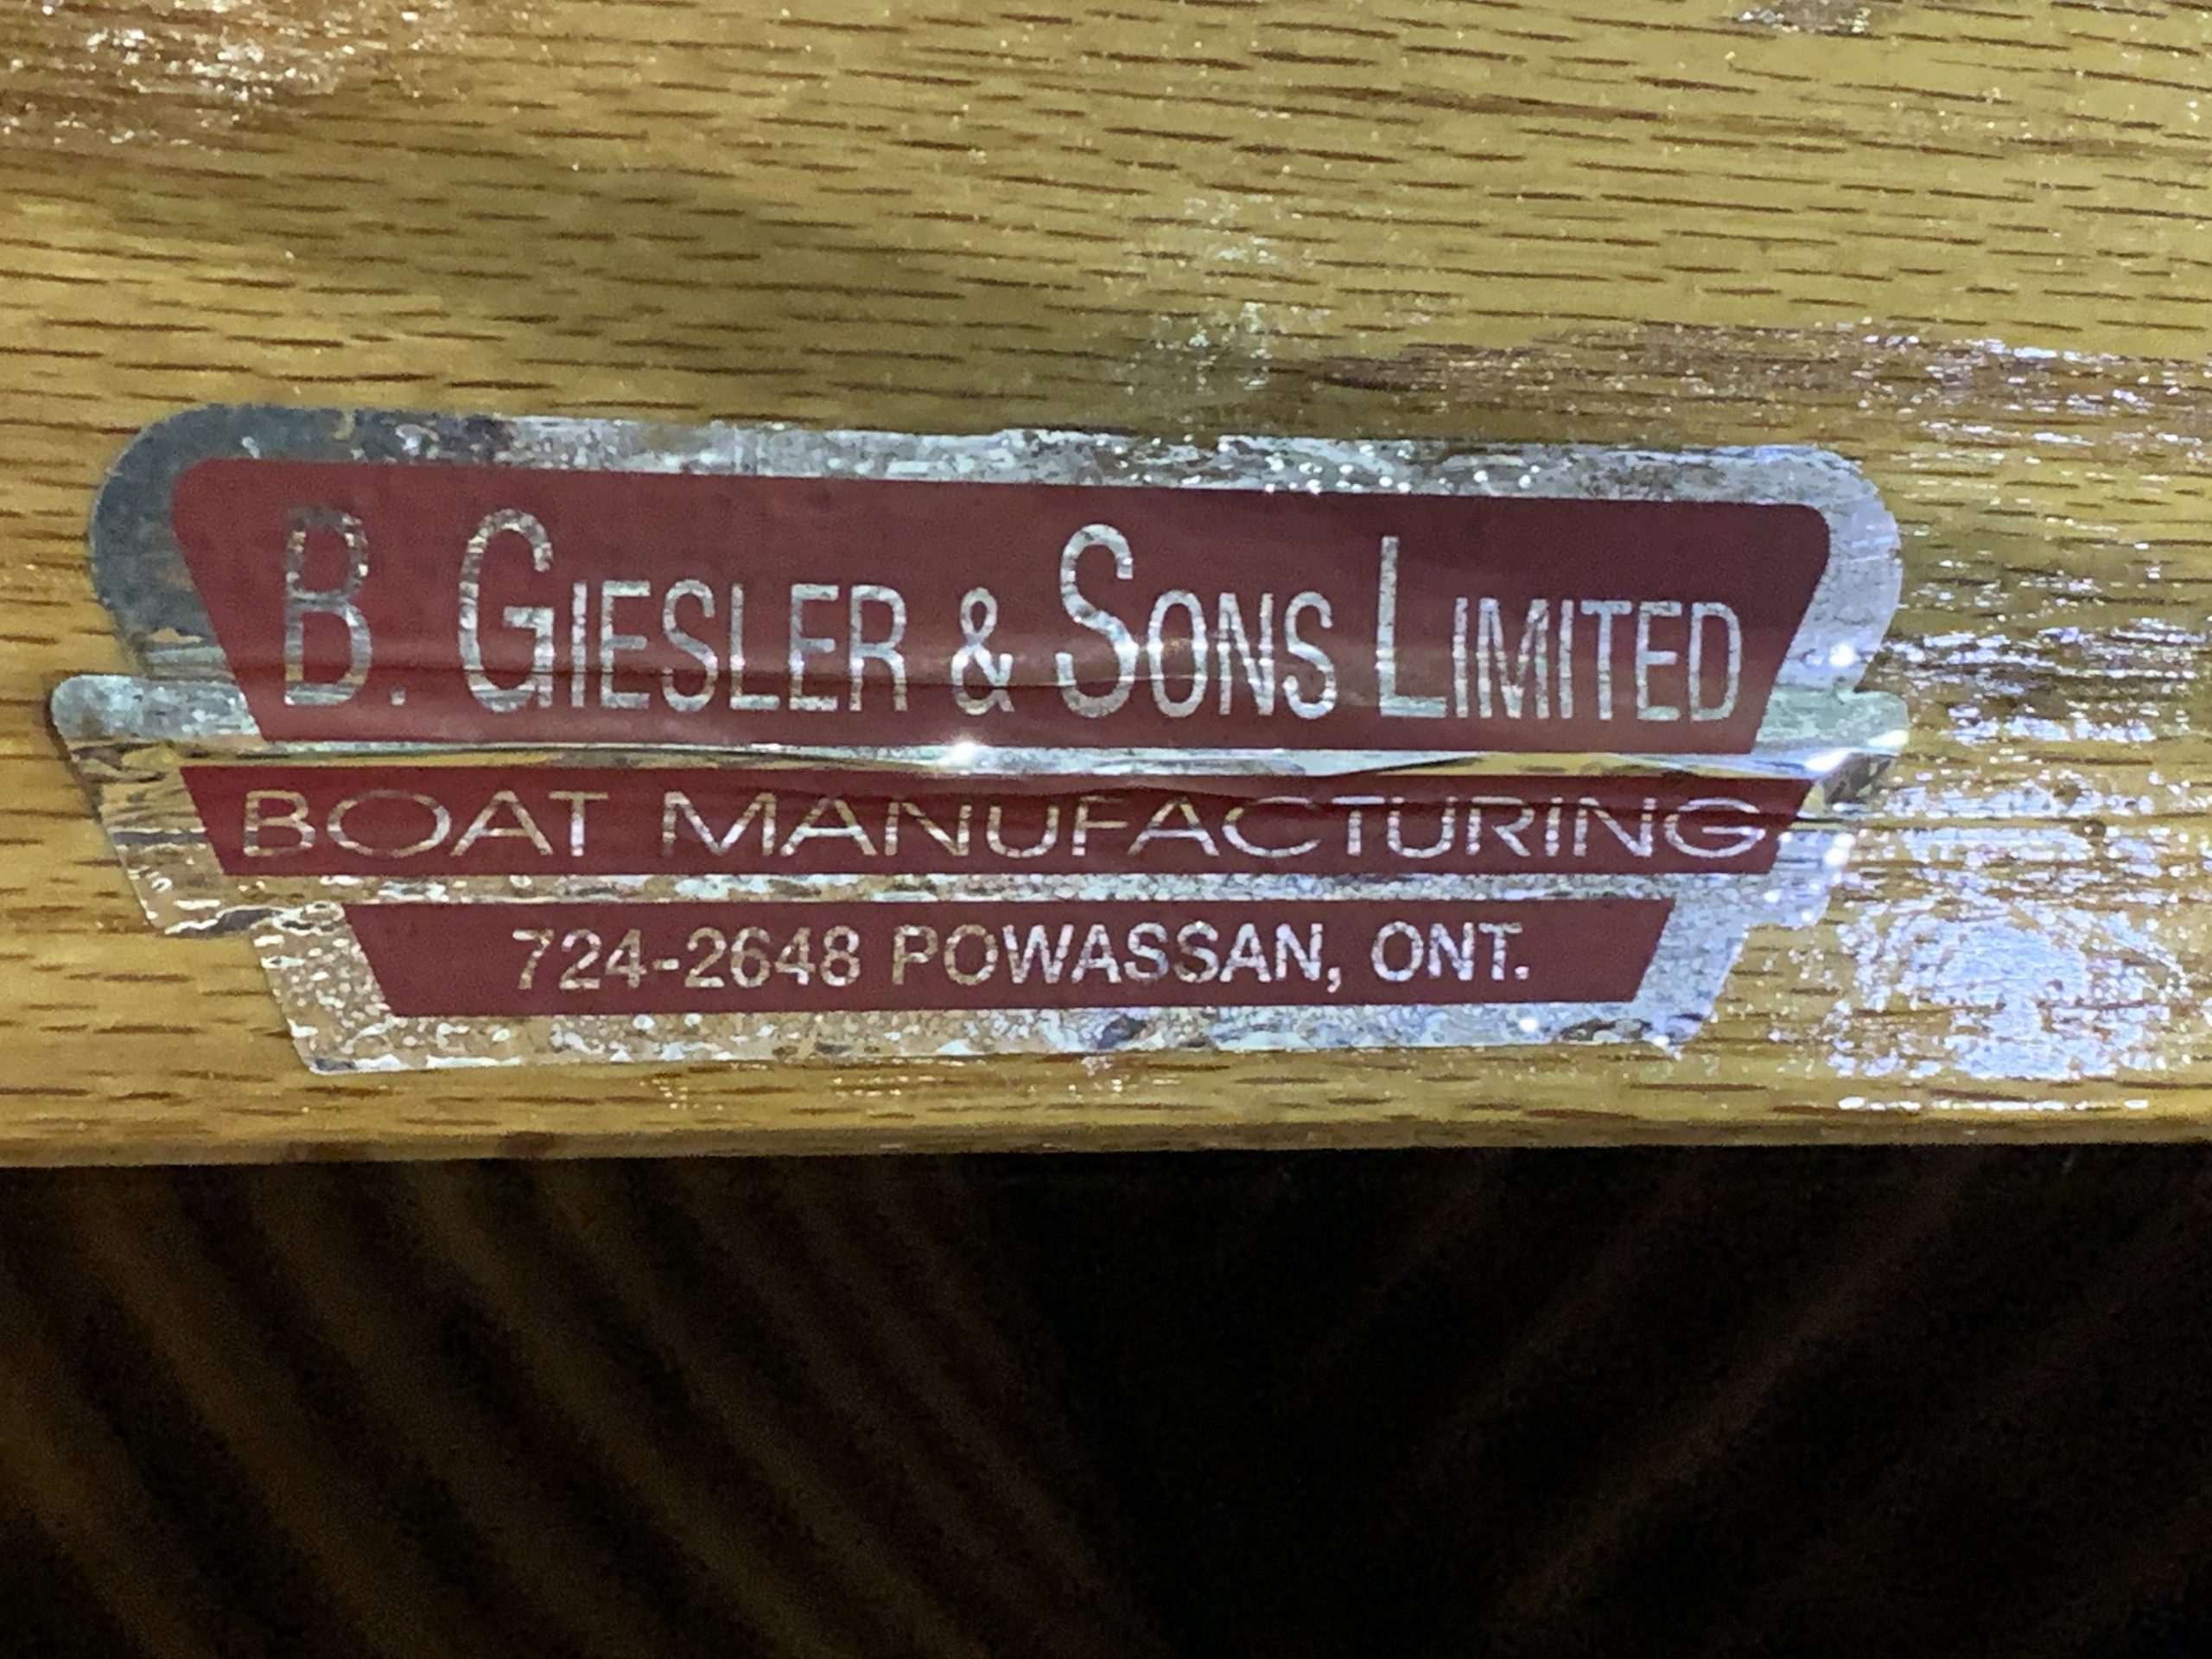 B. GIESLER & SONS LIMITED
BOAT MANUFACTURING
724-2648 POWASSAN, ONT.